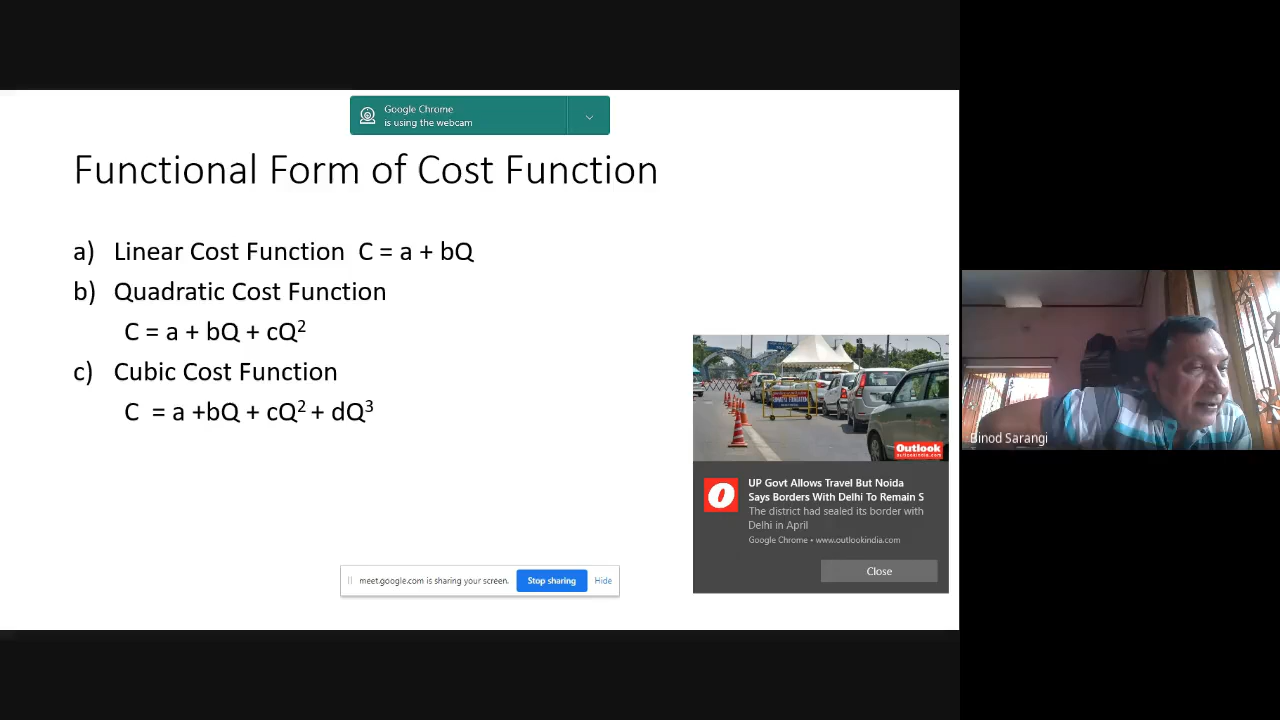 Google Chrome
is using the webcam
Functional Form of Cost Function
a) Linear Cost Function C = a + bQ
b) Quadratic Cost Function
C = a + bQ + cQ²
c) Cubic Cost Function
C = a +bQ + cQ² + dQ³
Outlook
outlookindia.com
UP Govt Allows Travel But Noida
Says Borders With Delhi To Remain S
The district had sealed its border with
Delhi in April
Google Chrome • www.outlookindia.com
Close
meet.google.com is sharing your screen.
Stop sharing
Hide
Binod Sarangi